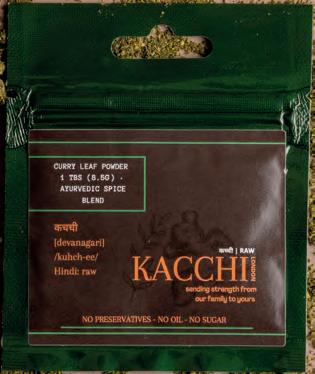 CURRY LEAF POWDER
1 TBS (8.5G) ·
AYURVEDIC SPICE
BLEND
कच्ची
[devanagari]
/kuhch-ee/
Hindi: raw
कच्ची | RAW
KACCHI
LONDON
sending strength from
our family to yours
NO PRESERVATIVES - NO OIL - NO SUGAR